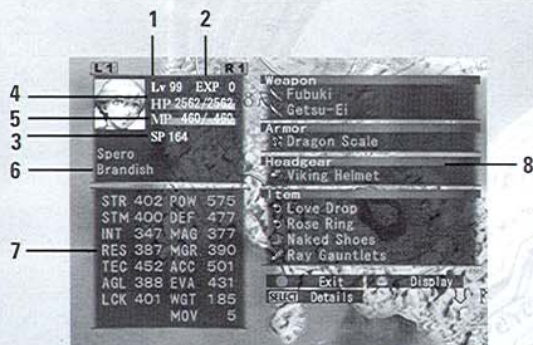 1 2
L1 R1
4
Lv 99 EXP 0
HP 2562/2562
5
MP 460/ 460
3
SP 164
Spero
6
Brandish
STR 402 POW 575
STM 400 DEF 477
INT 347 MAG 377
7
RES 387 MGR 390
TEC 452 ACC 501
AGL 388 EVA 431
LCK 401 WGT 185
MOV 5
Weapon
Fubuki
Getsu-Ei
Armor
Dragon Scale
Headgear
8
Viking Helmet
Item
Love Drop
Rose Ring
Naked Shoes
Ray Gauntlets
Exit Display
SELECT Details